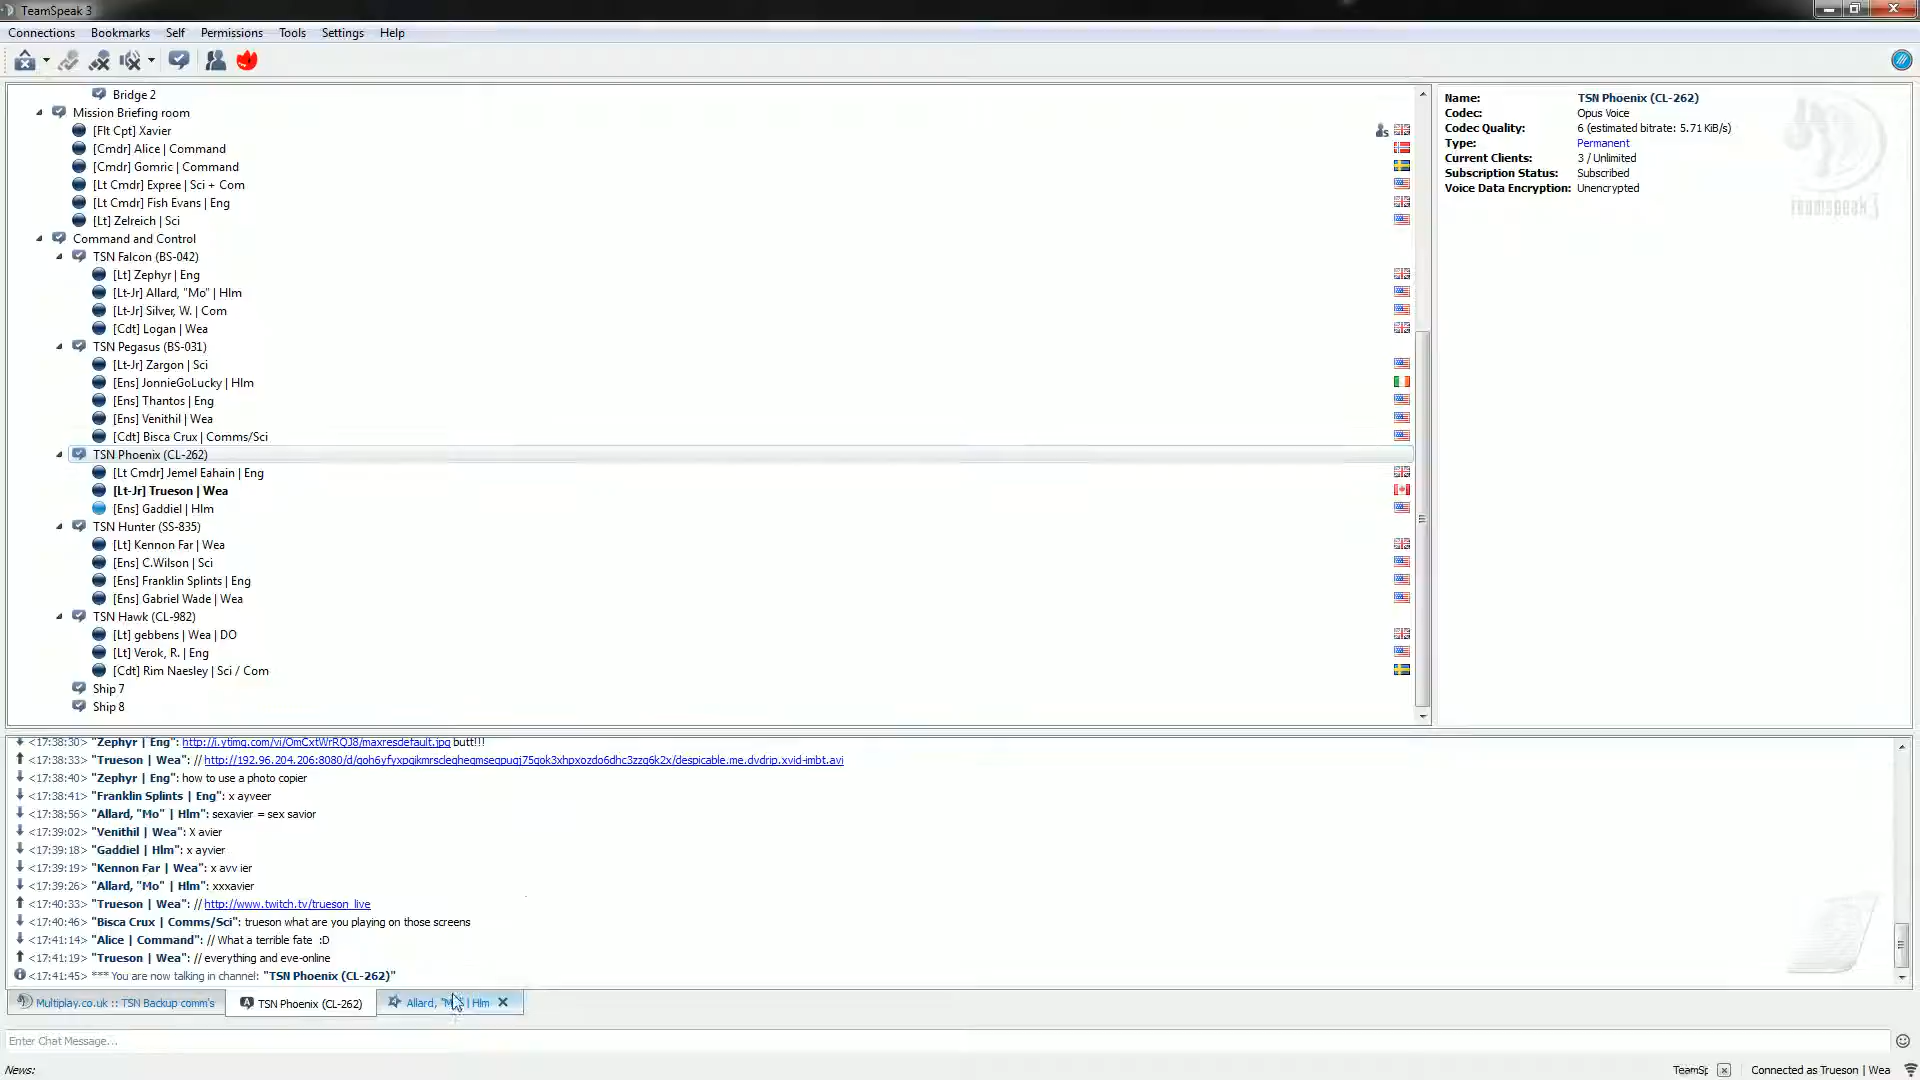 TeamSpeak 3
Connections Bookmarks Self Permissions Tools Settings Help
Bridge 2
Mission Briefing room
[Flt Cpt] Xavier
[Cmdr] Alice | Command
[Cmdr] Gomric | Command
[Lt Cmdr] Expree | Sci + Com
[Lt Cmdr] Fish Evans | Eng
[Lt] Zelreich | Sci
Command and Control
TSN Falcon (BS-042)
[Lt] Zephyr | Eng
[Lt-Jr] Allard, "Mo" | Hlm
[Lt-Jr] Silver, W. | Com
[Cdt] Logan | Wea
TSN Pegasus (BS-031)
[Lt-Jr] Zargon | Sci
[Ens] JonnieGoLucky | Hlm
[Ens] Thantos | Eng
[Ens] Venithil | Wea
[Cdt] Bisca Crux | Comms/Sci
TSN Phoenix (CL-262)
[Lt Cmdr] Jemel Eahain | Eng
[Lt-Jr] Trueson | Wea
[Ens] Gaddiel | Hlm
TSN Hunter (SS-835)
[Lt] Kennon Far | Wea
[Ens] C.Wilson | Sci
[Ens] Franklin Splints | Eng
[Ens] Gabriel Wade | Wea
TSN Hawk (CL-982)
[Lt] gebbens | Wea | DO
[Lt] Verok, R. | Eng
[Cdt] Rim Naesley | Sci / Com
Ship 7
Ship 8
Name: TSN Phoenix (CL-262)
Codec: Opus Voice
Codec Quality: 6 (estimated bitrate: 5.71 KiB/s)
Type: Permanent
Current Clients: 3 / Unlimited
Subscription Status: Subscribed
Voice Data Encryption: Unencrypted
teamspeak 3
<17:38:30> "Zephyr | Eng": http://i.ytimg.com/vi/OmCxtWrRQJ8/maxresdefault.jpg butt!!!
<17:38:33> "Trueson | Wea": //
<17:38:40> "Zephyr | Eng": how to use a photo copier
<17:38:41> "Franklin Splints | Eng": x ayveer
<17:38:56> "Allard, "Mo" | Hlm": sexavier = sex savior
<17:39:02> "Venithil | Wea": X avier
<17:39:18> "Gaddiel | Hlm": x ayvier
<17:39:19> "Kennon Far | Wea": x avv ier
<17:39:26> "Allard, "Mo" | Hlm": xxxavier
<17:40:33> "Trueson | Wea": // http://www.twitch.tv/trueson_live
<17:40:46> "Bisca Crux | Comms/Sci": trueson what are you playing on those screens
<17:41:14> "Alice | Command": // What a terrible fate :D
<17:41:19> "Trueson | Wea": // everything and eve-online
<17:41:45> *** You are now talking in channel: "TSN Phoenix (CL-262)"
Multiplay.co.uk :: TSN Backup comm's TSN Phoenix (CL-262) Allard, | Hlm
Enter Chat Message...
News: TeamSp Connected as Trueson | Wea